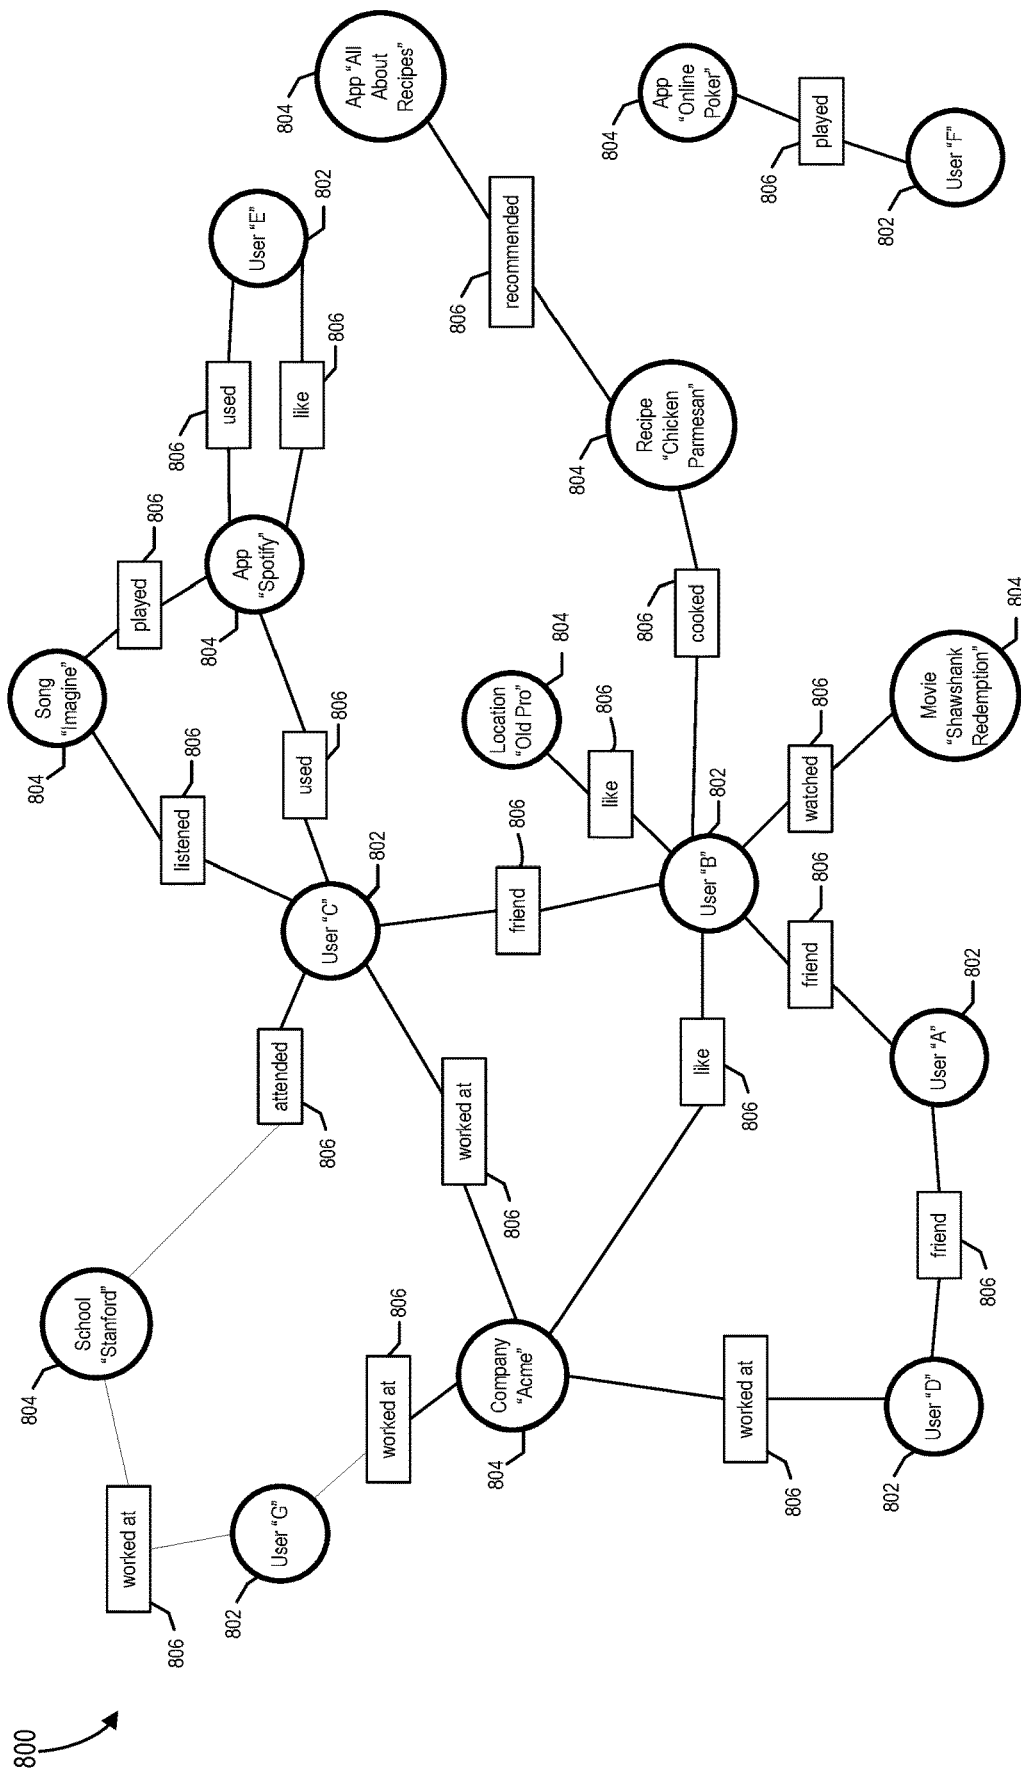 800
804
School
“Stanford”
804
Song
“Imagine”
806
played
806
worked at
806
listened
806
804
806
used
802
User “E”
802
User “G”
attended
806
User “C”
802
used
806
App
“Spotify”
like
806
804
App “All
About
Recipes”
worked at
806
worked at
806
806
recommended
804
Company
“Acme”
friend
806
Location
“Old Pro”
804
like
806
804
Recipe
“Chicken
Parmesan”
806
cooked
like
806
User “B”
802
804
App
“Online
Poker”
worked at
806
friend
806
watched
806
806
played
802
User “D”
friend
806
User “A”
802
Movie
“Shawshank
Redemption”
804
802
User “F”